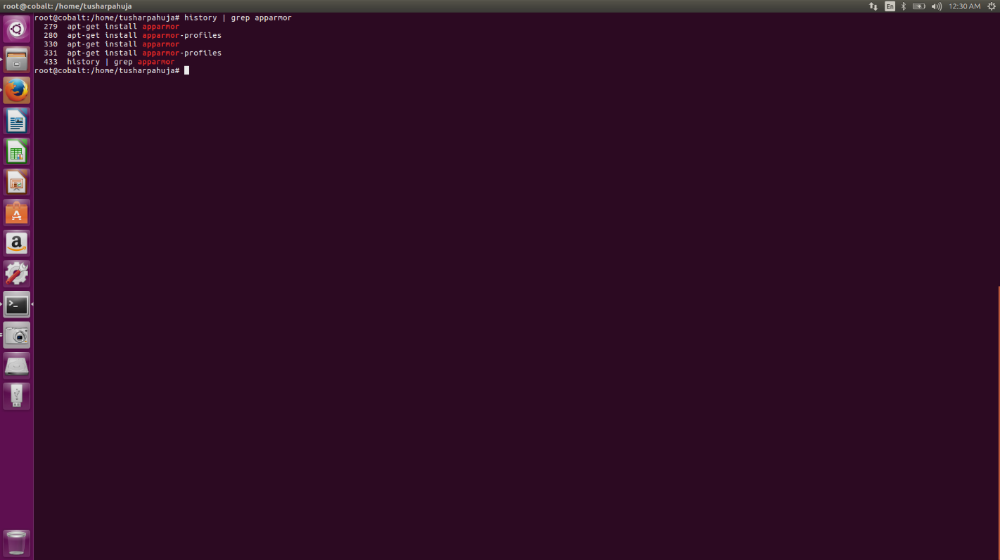 root@cobalt: /home/tusharpahuja
En
12:30 AM
root@cobalt:/home/tusharpahuja# history | grep apparmor
279 apt-get install apparmor
280 apt-get install apparmor-profiles
330 apt-get install apparmor
331 apt-get install apparmor-profiles
433 history | grep apparmor
root@cobalt:/home/tusharpahuja#